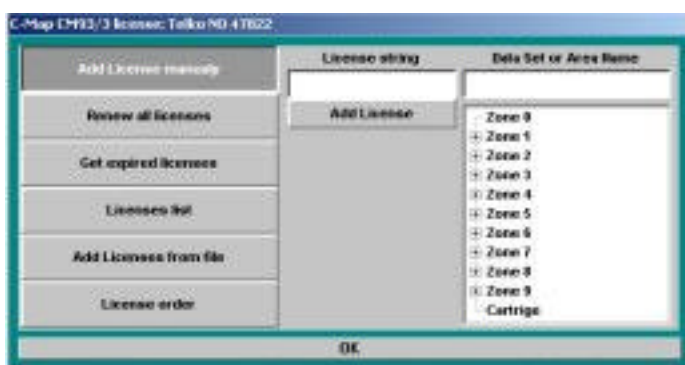 C-Map CM93/3 license: Telko NO 47822
Add License manualy
Renew all licenses
Get expired licenses
Licenses list
Add Licenses from file
License order
License string
Add License
Data Set or Area Name
Zone 0
Zone 1
Zone 2
Zone 3
Zone 4
Zone 5
Zone 6
Zone 7
Zone 8
Zone 9
Cartrige
OK